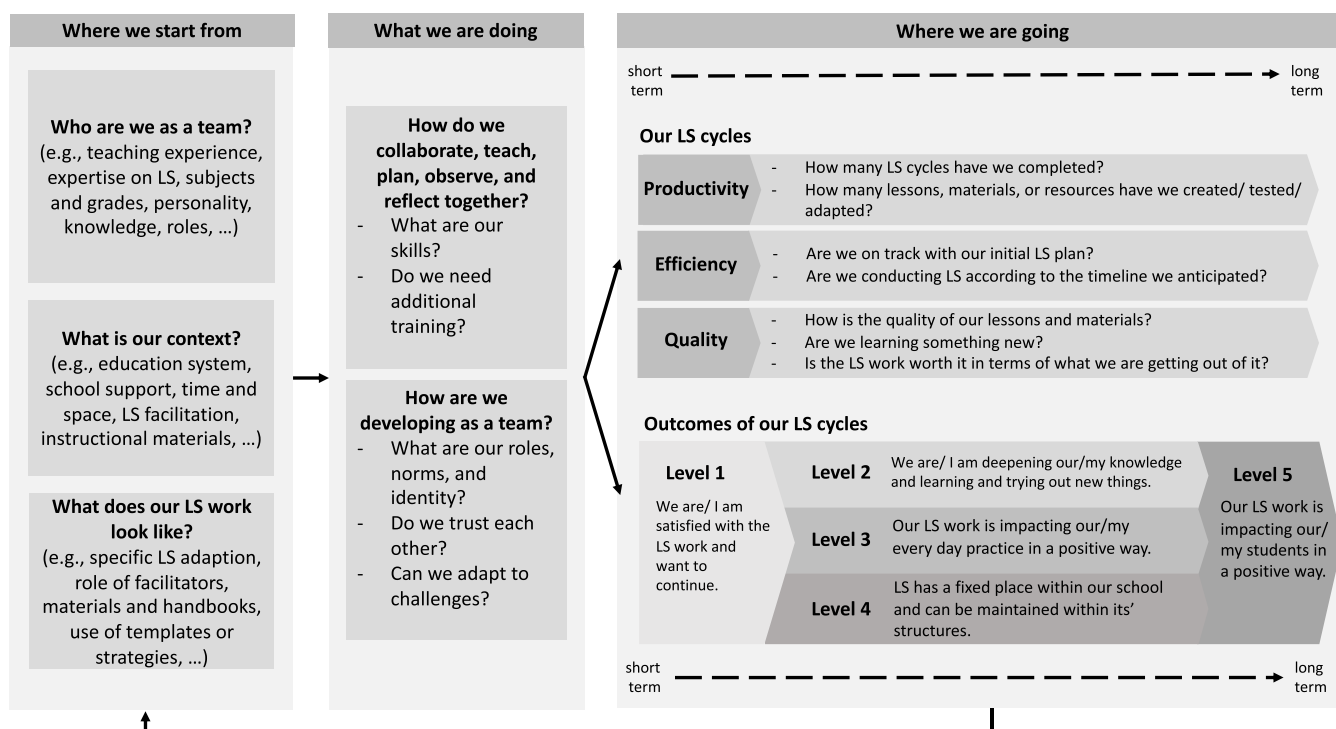 Where we start from
Who are we as a team?
(e.g., teaching experience,
expertise on LS, subjects
and grades, personality,
knowledge, roles, …)
What is our context?
(e.g., education system,
school support, time and
space, LS facilitation,
instructional materials, …)
What does our LS work
look like?
(e.g., specific LS adaption,
role of facilitators,
materials and handbooks,
use of templates or
strategies, …)
What we are doing
How do we
collaborate, teach,
plan, observe, and
reflect together?
- What are our
skills?
- Do we need
additional
training?
How are we
developing as a team?
- What are our roles,
norms, and
identity?
- Do we trust each
other?
- Can we adapt to
challenges?
Where we are going
short
term
long
term
Our LS cycles
Productivity
- How many LS cycles have we completed?
- How many lessons, materials, or resources have we created/ tested/
adapted?
Efficiency
- Are we on track with our initial LS plan?
- Are we conducting LS according to the timeline we anticipated?
Quality
- How is the quality of our lessons and materials?
- Are we learning something new?
- Is the LS work worth it in terms of what we are getting out of it?
Outcomes of our LS cycles
Level 1
We are/ I am
satisfied with the
LS work and
want to
continue.
Level 2
We are/ I am deepening our/my knowledge
and learning and trying out new things.
Level 3
Our LS work is impacting our/my
every day practice in a positive way.
Level 4
LS has a fixed place within our school
and can be maintained within its’
structures.
Level 5
Our LS work is
impacting our/
my students in
a positive way.
short
term
long
term